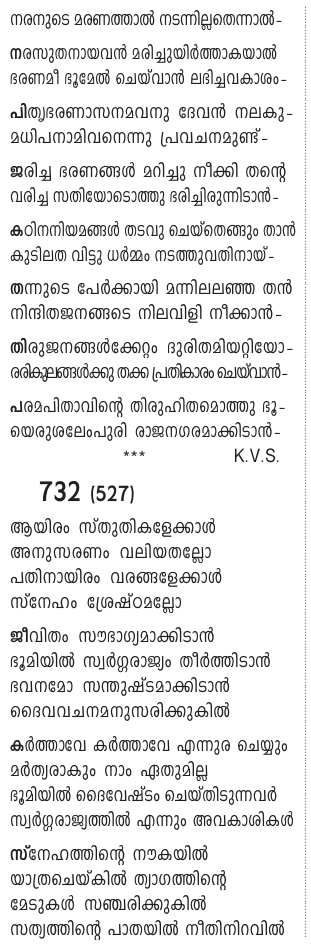 നരനുടെ മരണത്താൽ നടന്നില്ലതെന്നാൽ-
നരസുതനായവൻ മരിച്ചുയിർത്താകയാൽ
ഭരണമീ ഭൂമേൽ ചെയ്‌വാൻ ലഭിച്ചവകാശം-
പിതൃഭരണാസനമവനു ദേവൻ നലകു-
മധിപനാമിവനെന്നു പ്രവചനമുണ്ട്-
ജരിച്ച ഭരണങ്ങൾ മറിച്ചു നീക്കി തന്റെ
വരിച്ച സതിയോടൊത്തു ഭരിച്ചിരുന്നിടാൻ-
കഠിനനിയമങ്ങൾ തടവു ചെയ്തെങ്ങും താൻ
കുടിലത വിട്ടു ധർമ്മം നടത്തുവതിനായ്-
തന്നുടെ പേർക്കായി മന്നിലലഞ്ഞ തൻ
നിന്ദിതജനങ്ങടെ നിലവിളി നീക്കാൻ-
തിരുജനങ്ങൾക്കേറ്റം ദുരിതമിയറ്റിയോ-
രരികുലങ്ങൾക്കു തക്ക പ്രതികാരം ചെയ്‌വാൻ-
പരമപിതാവിന്റെ തിരുഹിതമൊത്തു ഭൂ-
യെരുശലേംപുരി രാജനഗരമാക്കിടാൻ-
*** K.V.S.
732 (527)
ആയിരം സ്തുതികളേക്കാൾ
അനുസരണം വലിയതല്ലോ
പതിനായിരം വരങ്ങളേക്കാൾ
സ്നേഹം ശ്രേഷ്ഠമല്ലോ
ജീവിതം സൗഭാഗ്യമാക്കിടാൻ
ഭൂമിയിൽ സ്വർഗ്ഗരാജ്യം തീർത്തിടാൻ
ഭവനമോ സന്തുഷ്ടമാക്കിടാൻ
ദൈവവചനമനുസരിക്കുകിൽ
കർത്താവേ കർത്താവേ എന്നുര ചെയ്യും
മർത്യരാകും നാം ഏതുമില്ല
ഭൂമിയിൽ ദൈവേഷ്ടം ചെയ്തിടുന്നവർ
സ്വർഗ്ഗരാജ്യത്തിൽ എന്നും അവകാശികൾ
സ്നേഹത്തിന്റെ നൗകയിൽ
യാത്രചെയ്കിൽ ത്യാഗത്തിന്റെ
മേടുകൾ സഞ്ചരിക്കുകിൽ
സത്യത്തിന്റെ പാതയിൽ നീതിനിറവിൽ